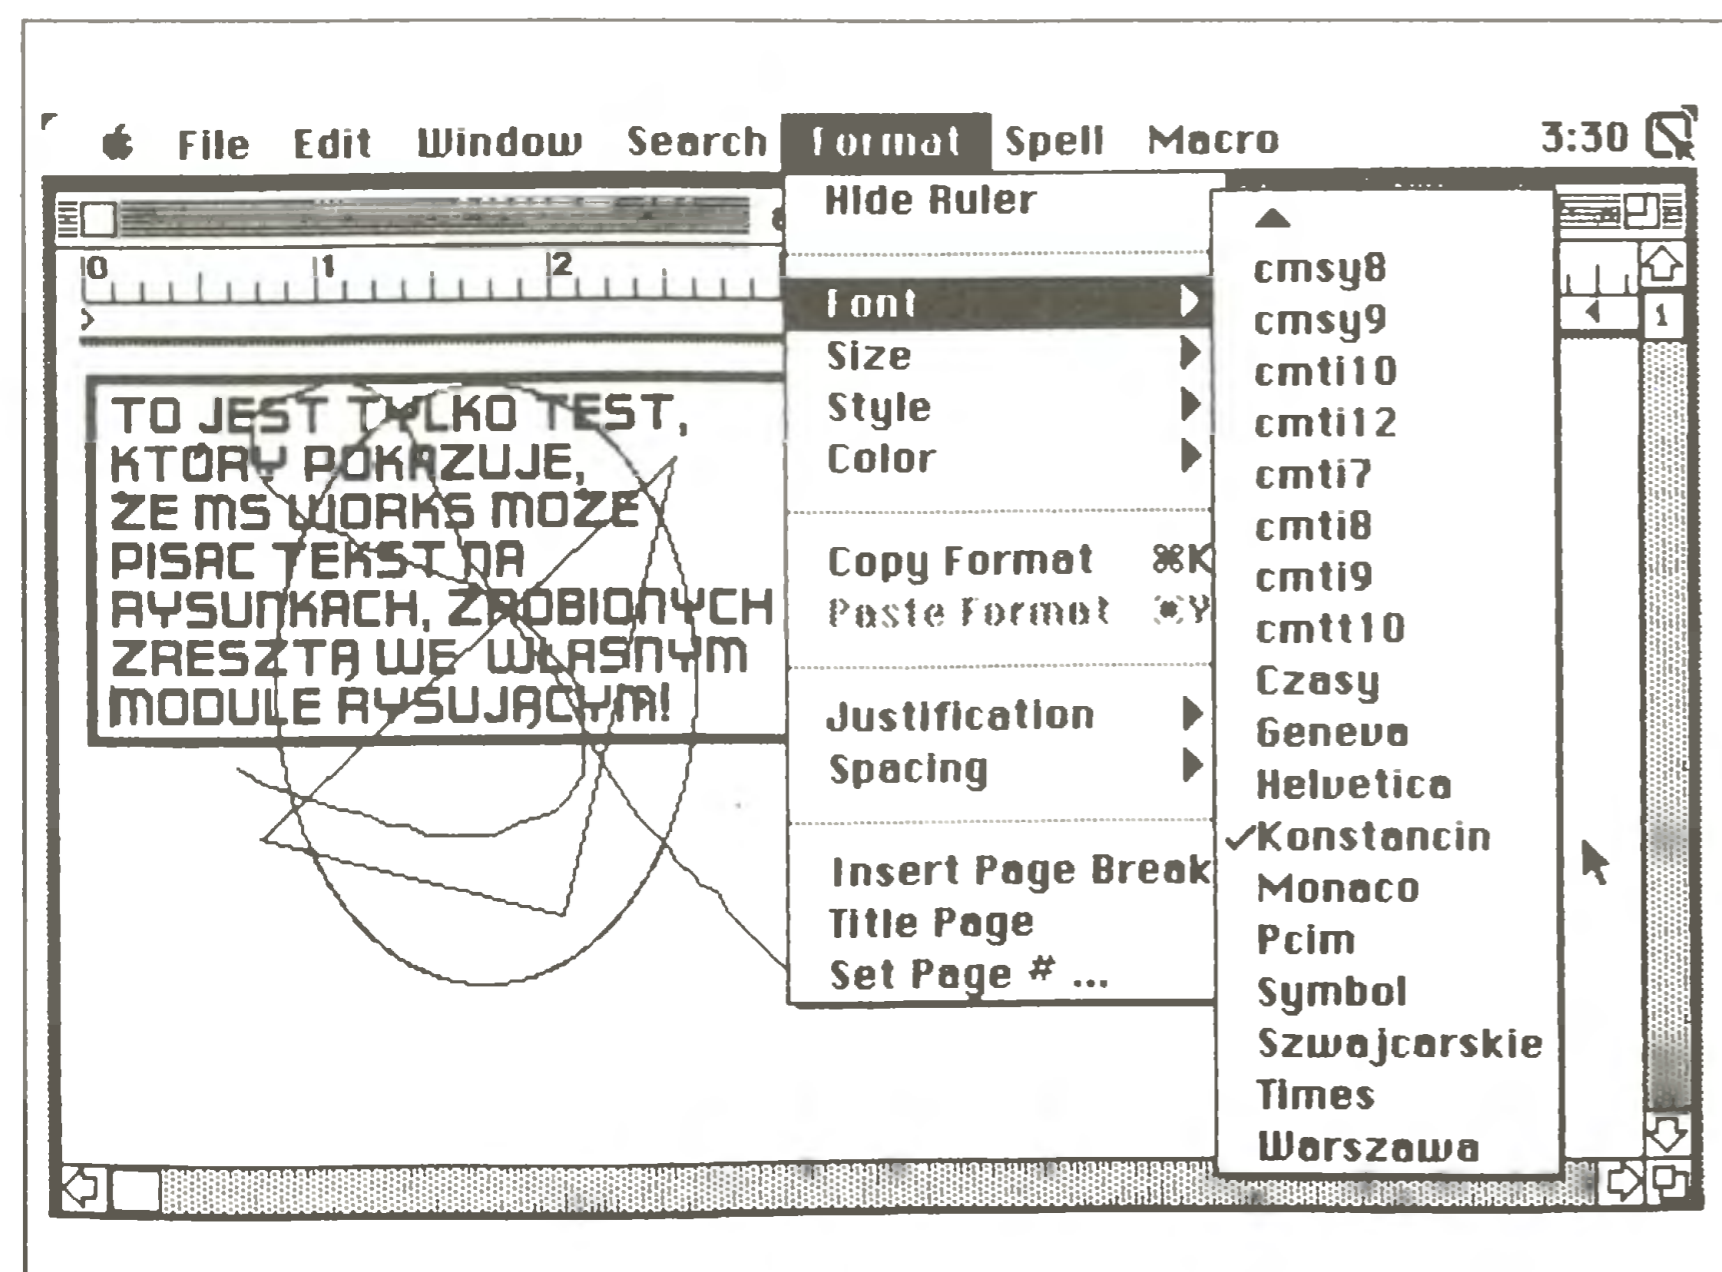 File Edit Window Search Format Spell Macro 3:30
0 1 2
1
TO JEST TYLKO TEST,
KTÓRY POKAZUJE,
ŻE MS WORKS MOŻE
PISAĆ TEKST NA
RYSUNKACH, ZROBIONYCH
ZRESZTĄ WE WŁASNYM
MODULE RYSUJĄCYM!
Hide Ruler
Font
Size
Style
Color
Copy Format ⌘K
Paste Format ⌘Y
Justification
Spacing
Insert Page Break
Title Page
Set Page # ...
cmsy8
cmsy9
cmti10
cmti12
cmti7
cmti8
cmti9
cmtt10
Czasy
Geneva
Helvetica
✓Konstancin
Monaco
Pcim
Symbol
Szwajcarskie
Times
Warszawa